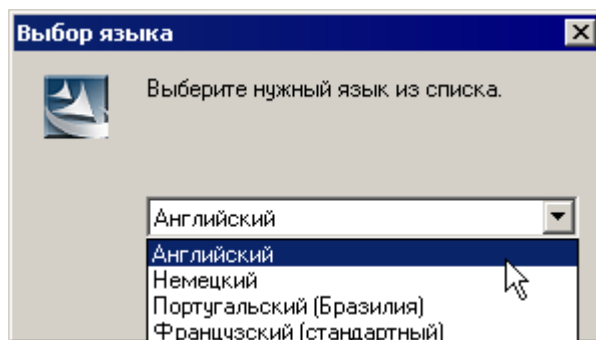 Выбор языка
Выберите нужный язык из списка.
Английский
Английский
Немецкий
Португальский (Бразилия)
Французский (стандартный)